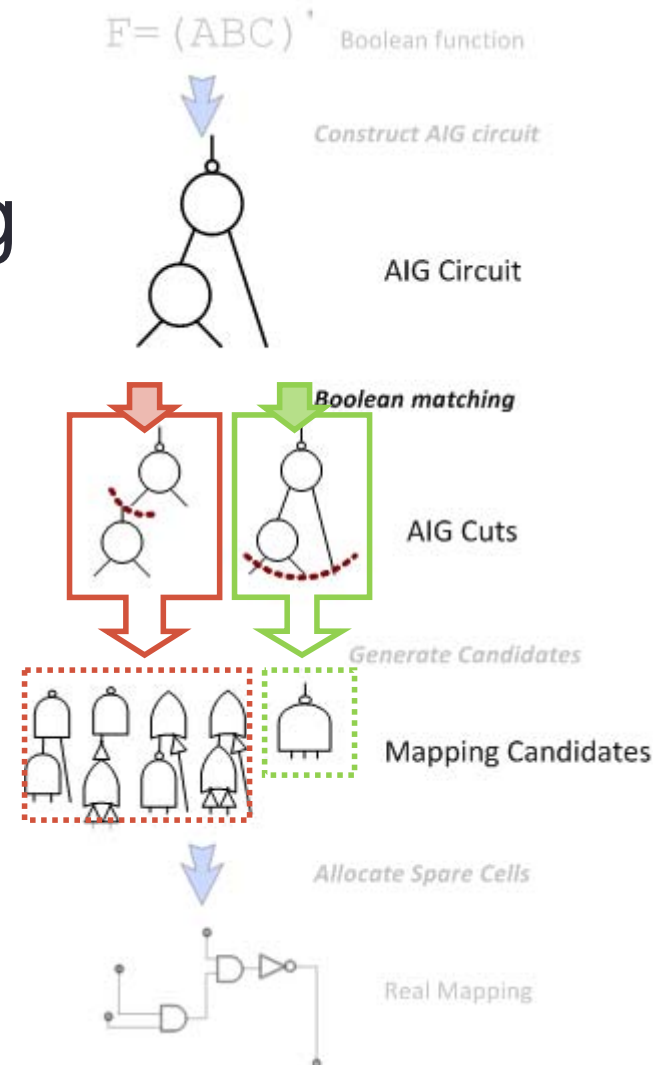 F=(ABC)' Boolean function
Construct AIG circuit
g
AIG Circuit
Boolean matching
AIG Cuts
Generate Candidates
Mapping Candidates
Allocate Spare Cells
Real Mapping